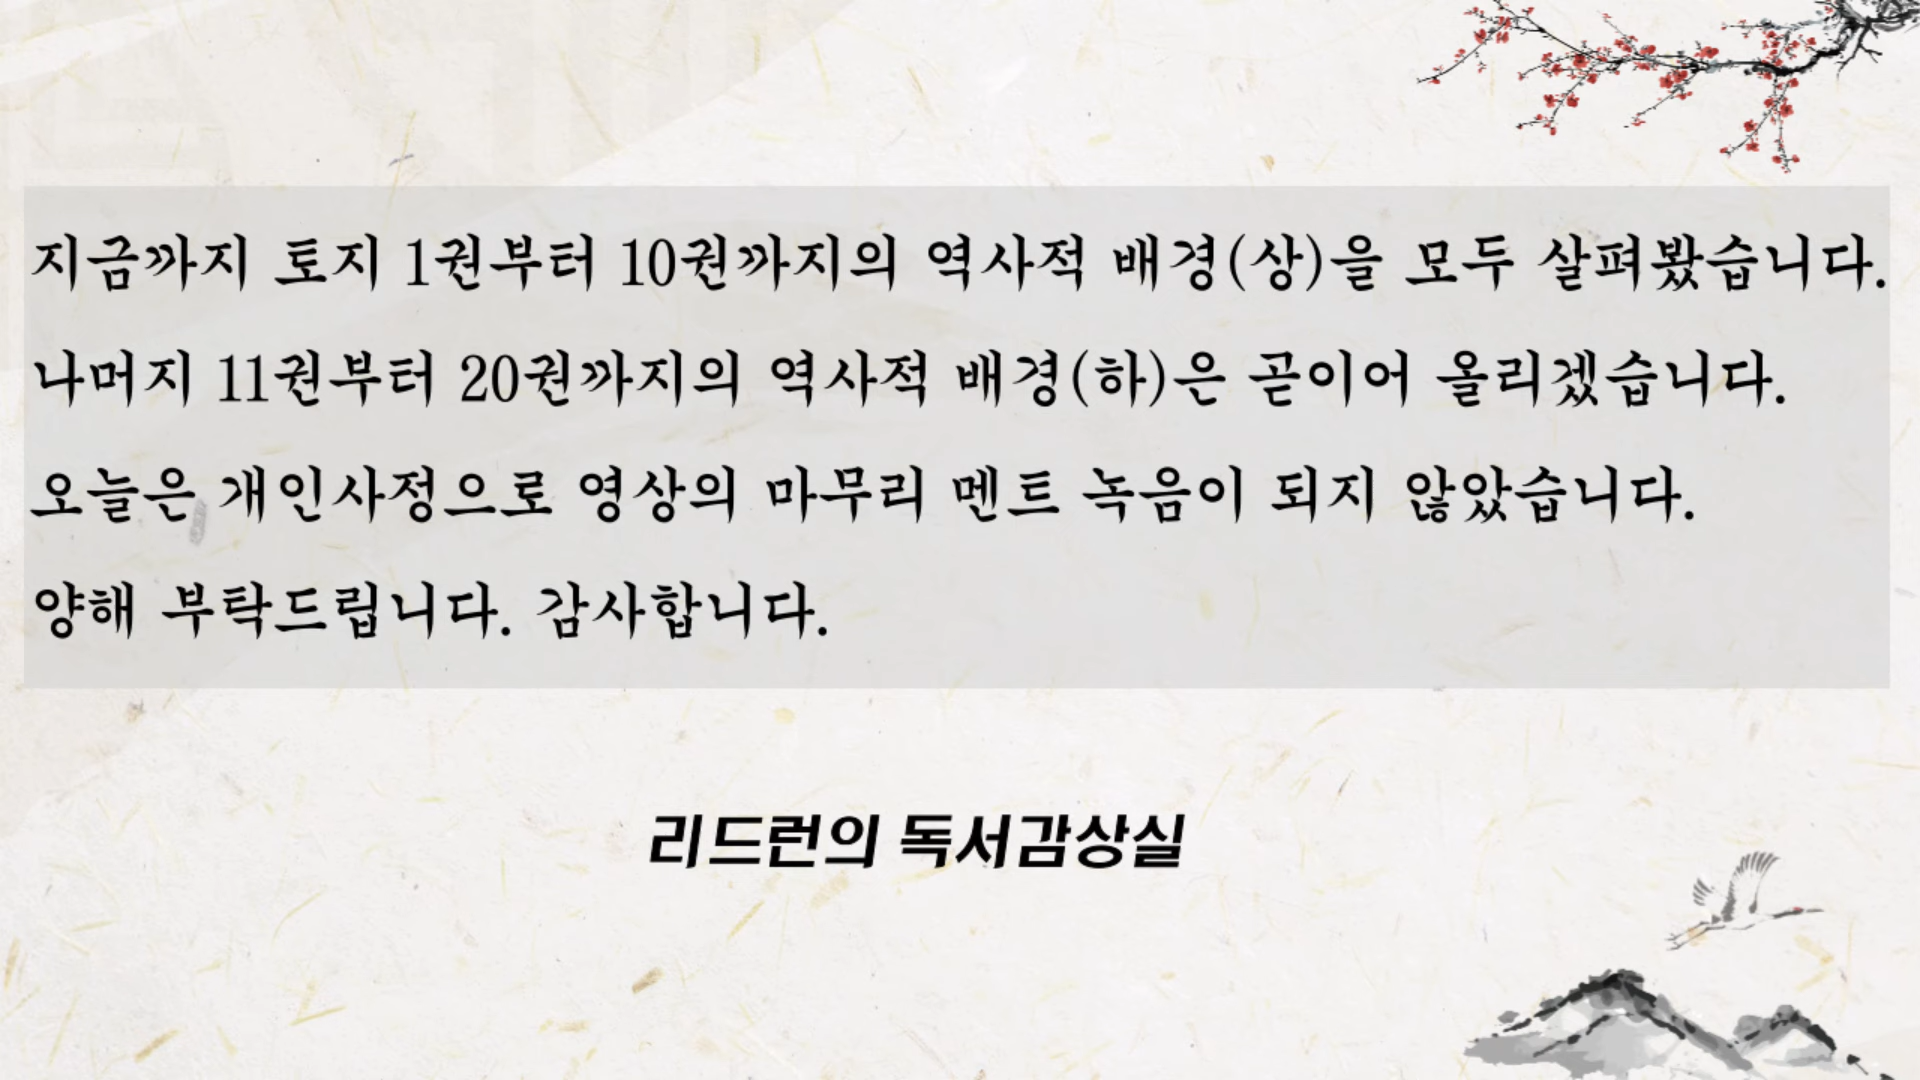 지금까지 토지 1권부터 10권까지의 역사적 배경(상)을 모두 살펴봤습니다.
나머지 11권부터 20권까지의 역사적 배경(하)은 곧이어 올리겠습니다.
오늘은 개인사정으로 영상의 마무리 멘트 녹음이 되지 않았습니다.
양해 부탁드립니다. 감사합니다.
리드런의 독서감상실